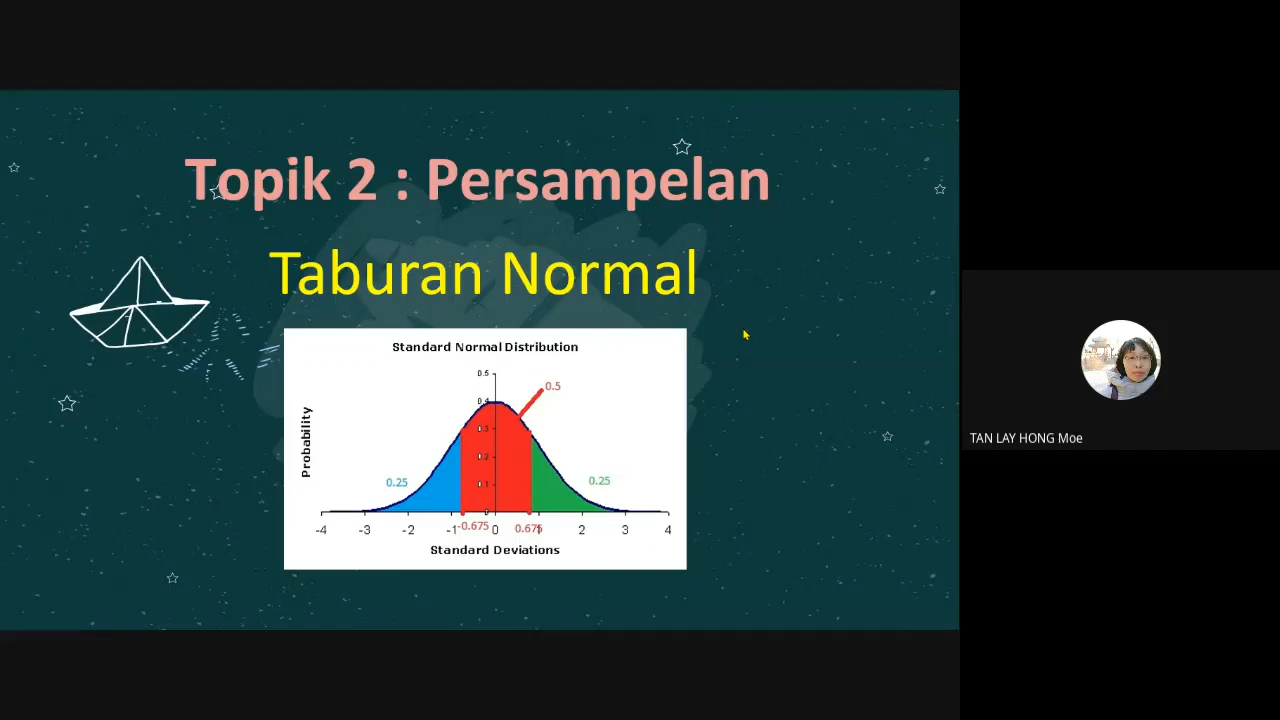 Topik 2 : Persampelan
Taburan Normal
Standard Normal Distribution
Probability
0.5
0.4
0.3
0.2
0.1
0
0.5
0.25
0.25
-4 -3 -2 -1 0 1 2 3 4
-0.675 0.675
Standard Deviations
TAN LAY HONG Moe